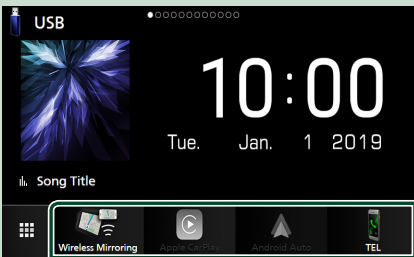 USB
10:00
Tue. Jan. 1 2019
Song Title
Wireless Mirroring Apple CarPlay Android Auto TEL